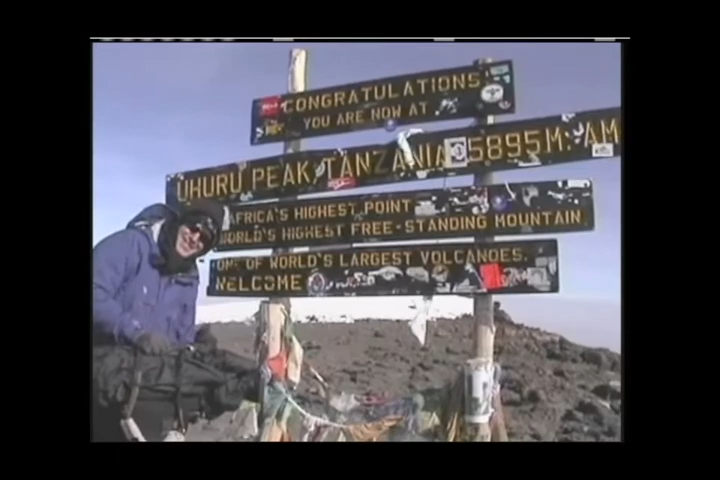 CONGRATULATIONS
YOU ARE NOW AT
UHURU PEAK, TANZANIA, 5895M. AM
AFRICA'S HIGHEST POINT
WORLD'S HIGHEST FREE-STANDING MOUNTAIN.
ONE OF WORLD'S LARGEST VOLCANOES.
WELCOME